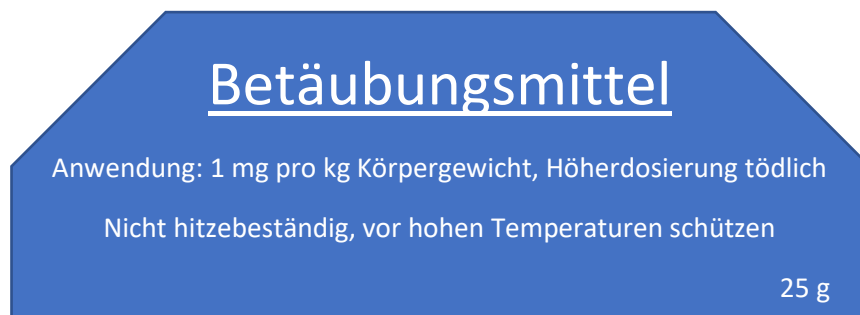 Betäubungsmittel
Anwendung: 1 mg pro kg Körpergewicht, Höherdosierung tödlich
Nicht hitzebeständig, vor hohen Temperaturen schützen
25 g